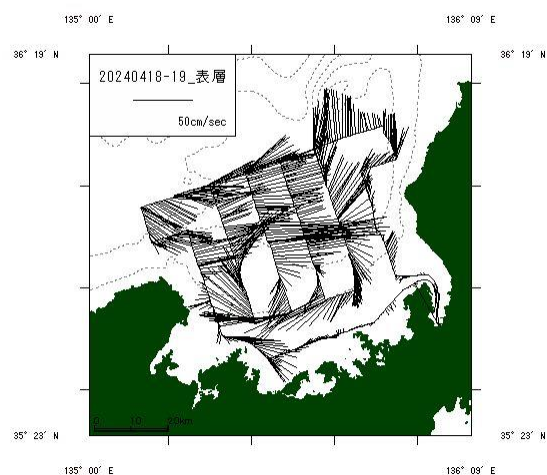 135° 00′ E 136° 09′ E
36° 19′ N 36° 19′ N
20240418-19_表層
50cm/sec
0 10 20km
35° 23′ N 35° 23′ N
135° 00′ E 136° 09′ E